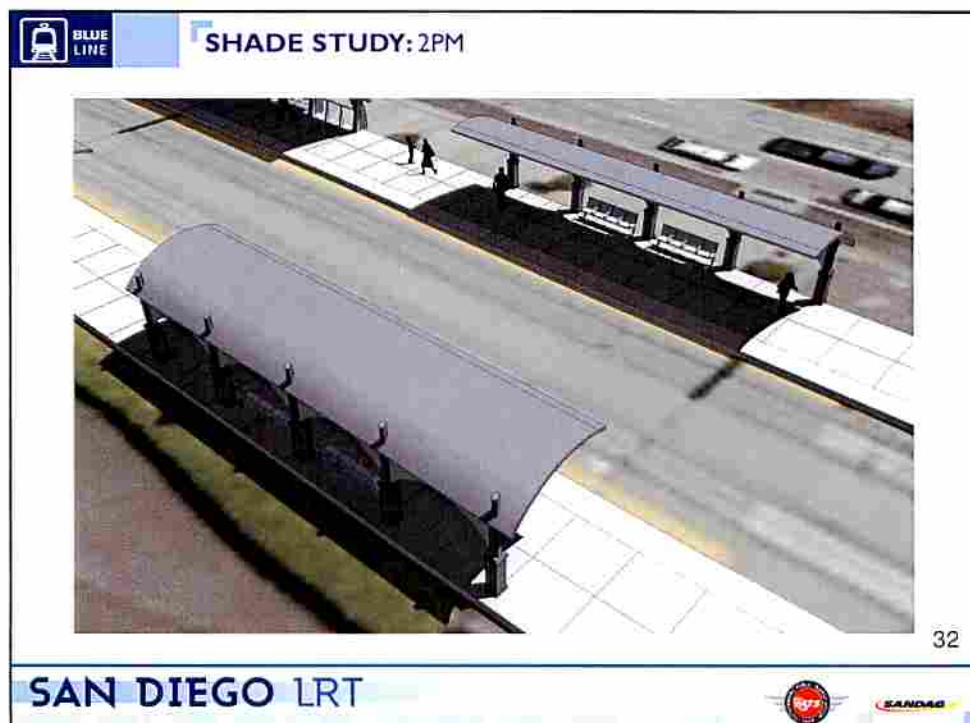 BLUE
LINE
SHADE STUDY: 2PM
32
SAN DIEGO LRT
SANDAG